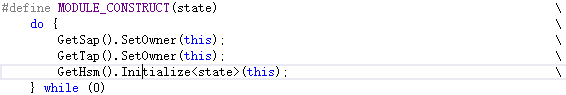 #define MODULE_CONSTRUCT(state) \
do { \
GetSap().SetOwner(this); \
GetTap().SetOwner(this); \
GetHsm().Initialize<state>(this); \
} while (0)